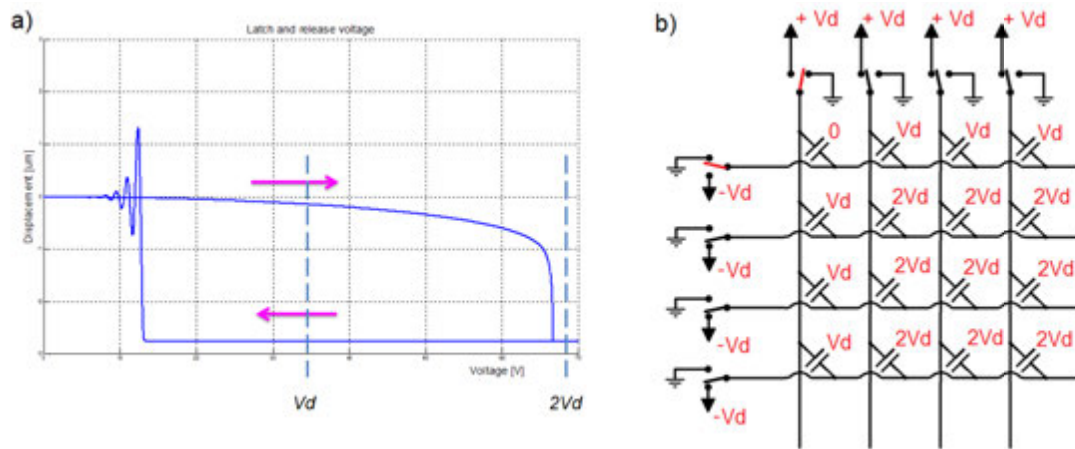 a)
Latch and release voltage
Displacement [um]
Voltage [V]
Vd
2Vd
b)
+ Vd + Vd + Vd + Vd
0 Vd Vd Vd
-Vd
Vd 2Vd 2Vd 2Vd
-Vd
Vd 2Vd 2Vd 2Vd
-Vd
Vd 2Vd 2Vd 2Vd
-Vd